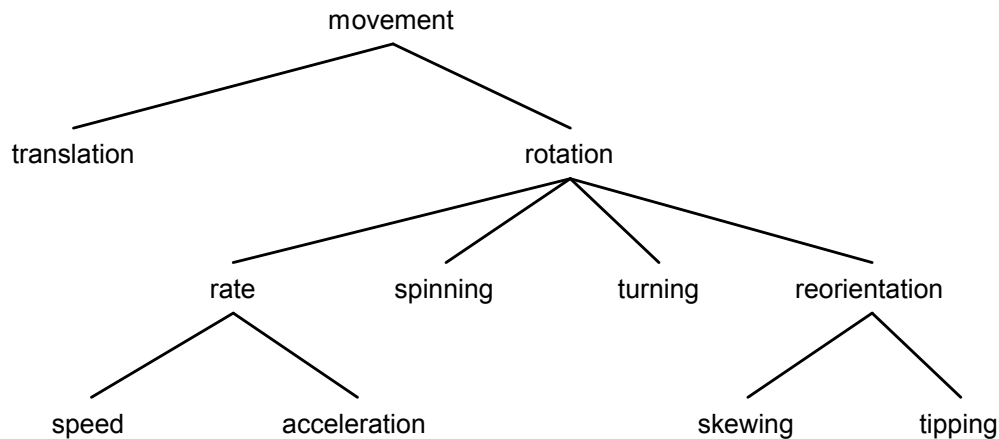 movement
translation rotation
rate spinning turning reorientation
speed acceleration skewing tipping